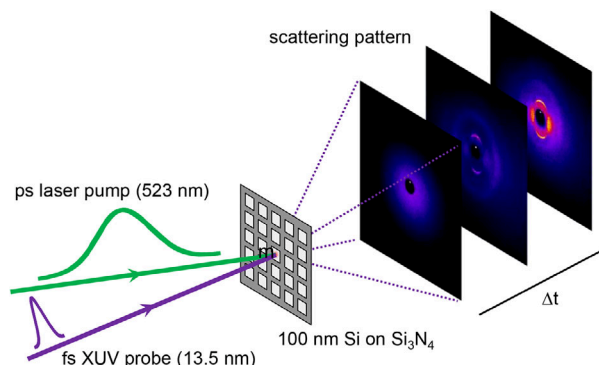 scattering pattern
ps laser pump (523 nm)
m
Δt
100 nm Si on Si₃N₄
fs XUV probe (13.5 nm)